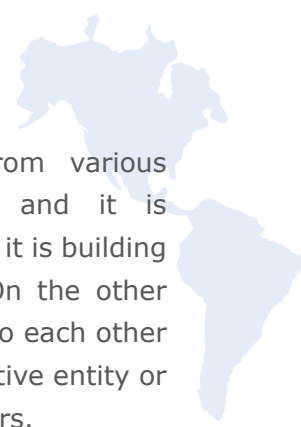 rom various
and it is
it is building
On the other
o each other
tive entity or
rs.